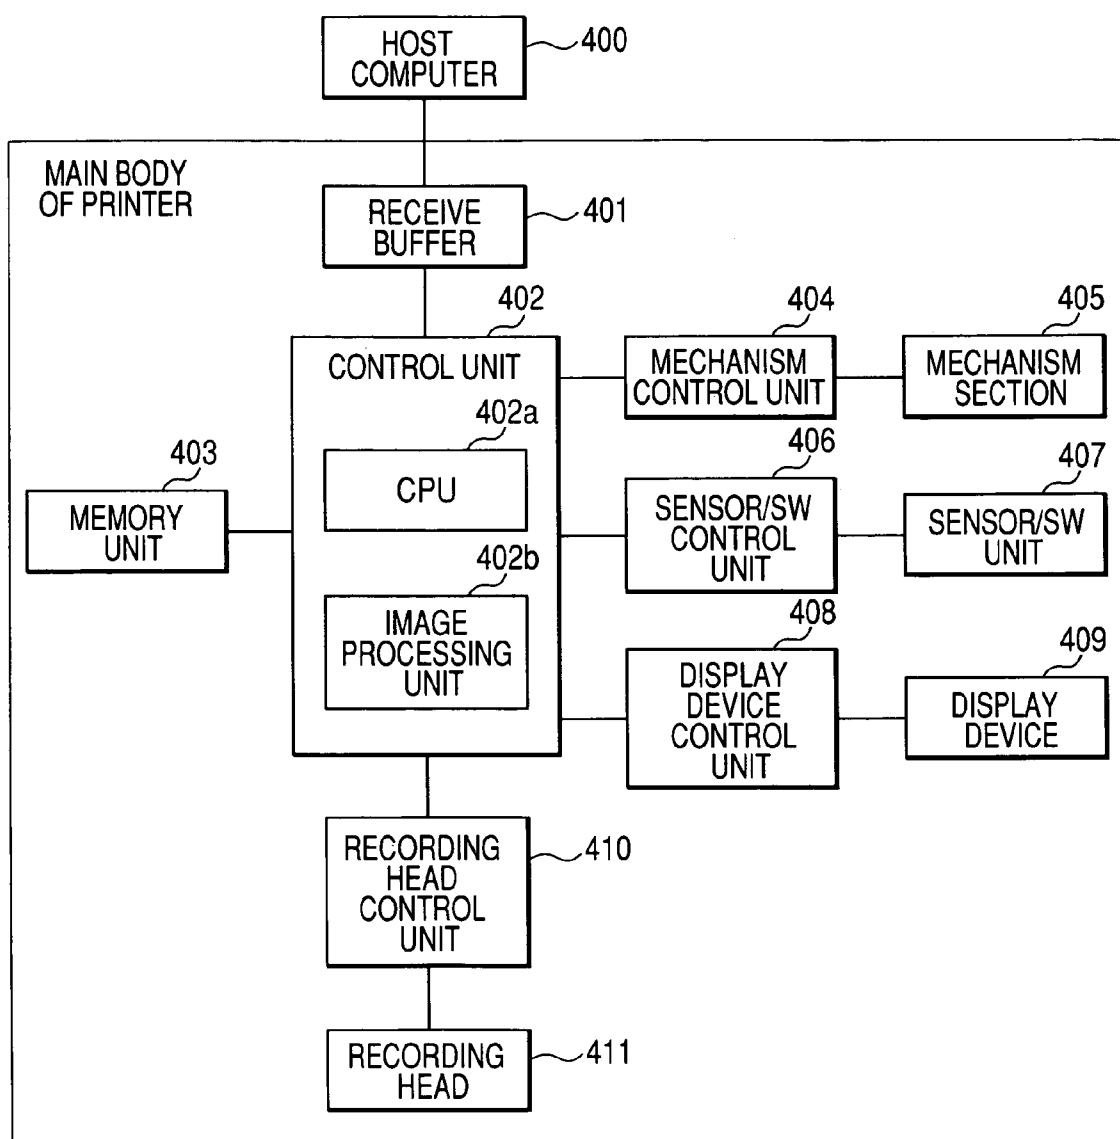 HOST
COMPUTER
400
MAIN BODY
OF PRINTER
RECEIVE
BUFFER
401
402
CONTROL UNIT
402a
CPU
402b
IMAGE
PROCESSING
UNIT
403
MEMORY
UNIT
404
MECHANISM
CONTROL UNIT
405
MECHANISM
SECTION
406
SENSOR/SW
CONTROL
UNIT
407
SENSOR/SW
UNIT
408
DISPLAY
DEVICE
CONTROL
UNIT
409
DISPLAY
DEVICE
RECORDING
HEAD
CONTROL
UNIT
410
RECORDING
HEAD
411